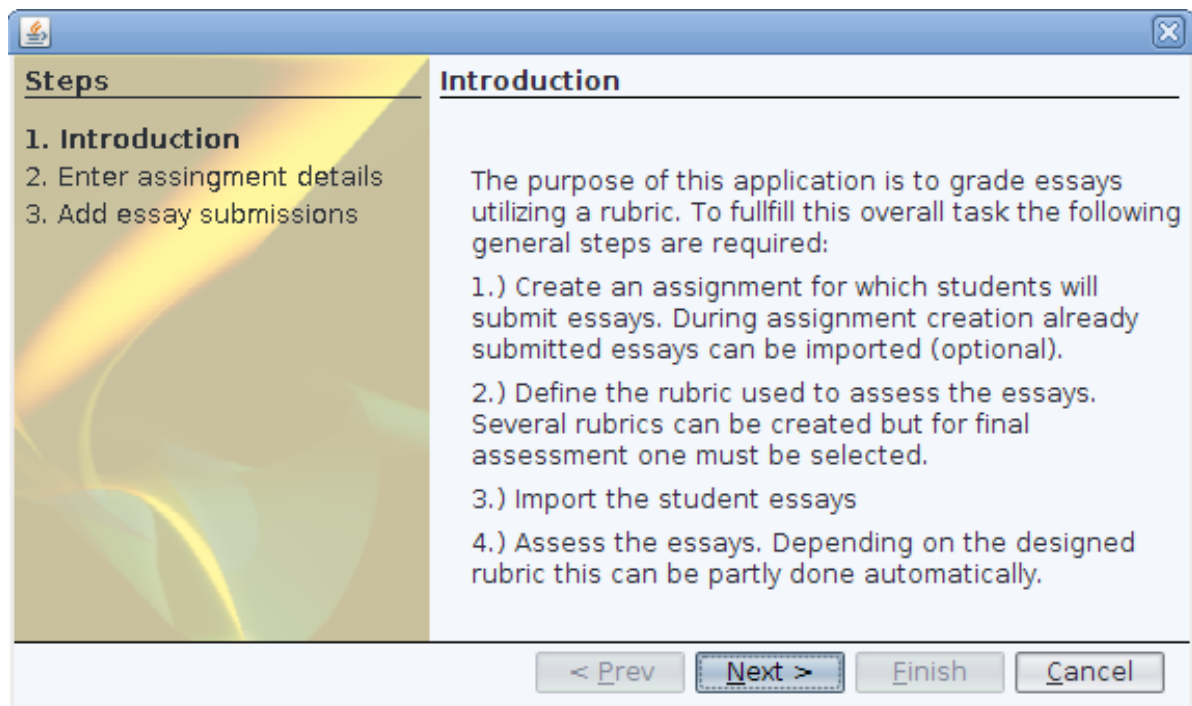 Steps
1. Introduction
2. Enter assingment details
3. Add essay submissions
Introduction
The purpose of this application is to grade essays
utilizing a rubric. To fullfill this overall task the following
general steps are required:
1.) Create an assignment for which students will
submit essays. During assignment creation already
submitted essays can be imported (optional).
2.) Define the rubric used to assess the essays.
Several rubrics can be created but for final
assessment one must be selected.
3.) Import the student essays
4.) Assess the essays. Depending on the designed
rubric this can be partly done automatically.
< Prev
Next >
Finish
Cancel